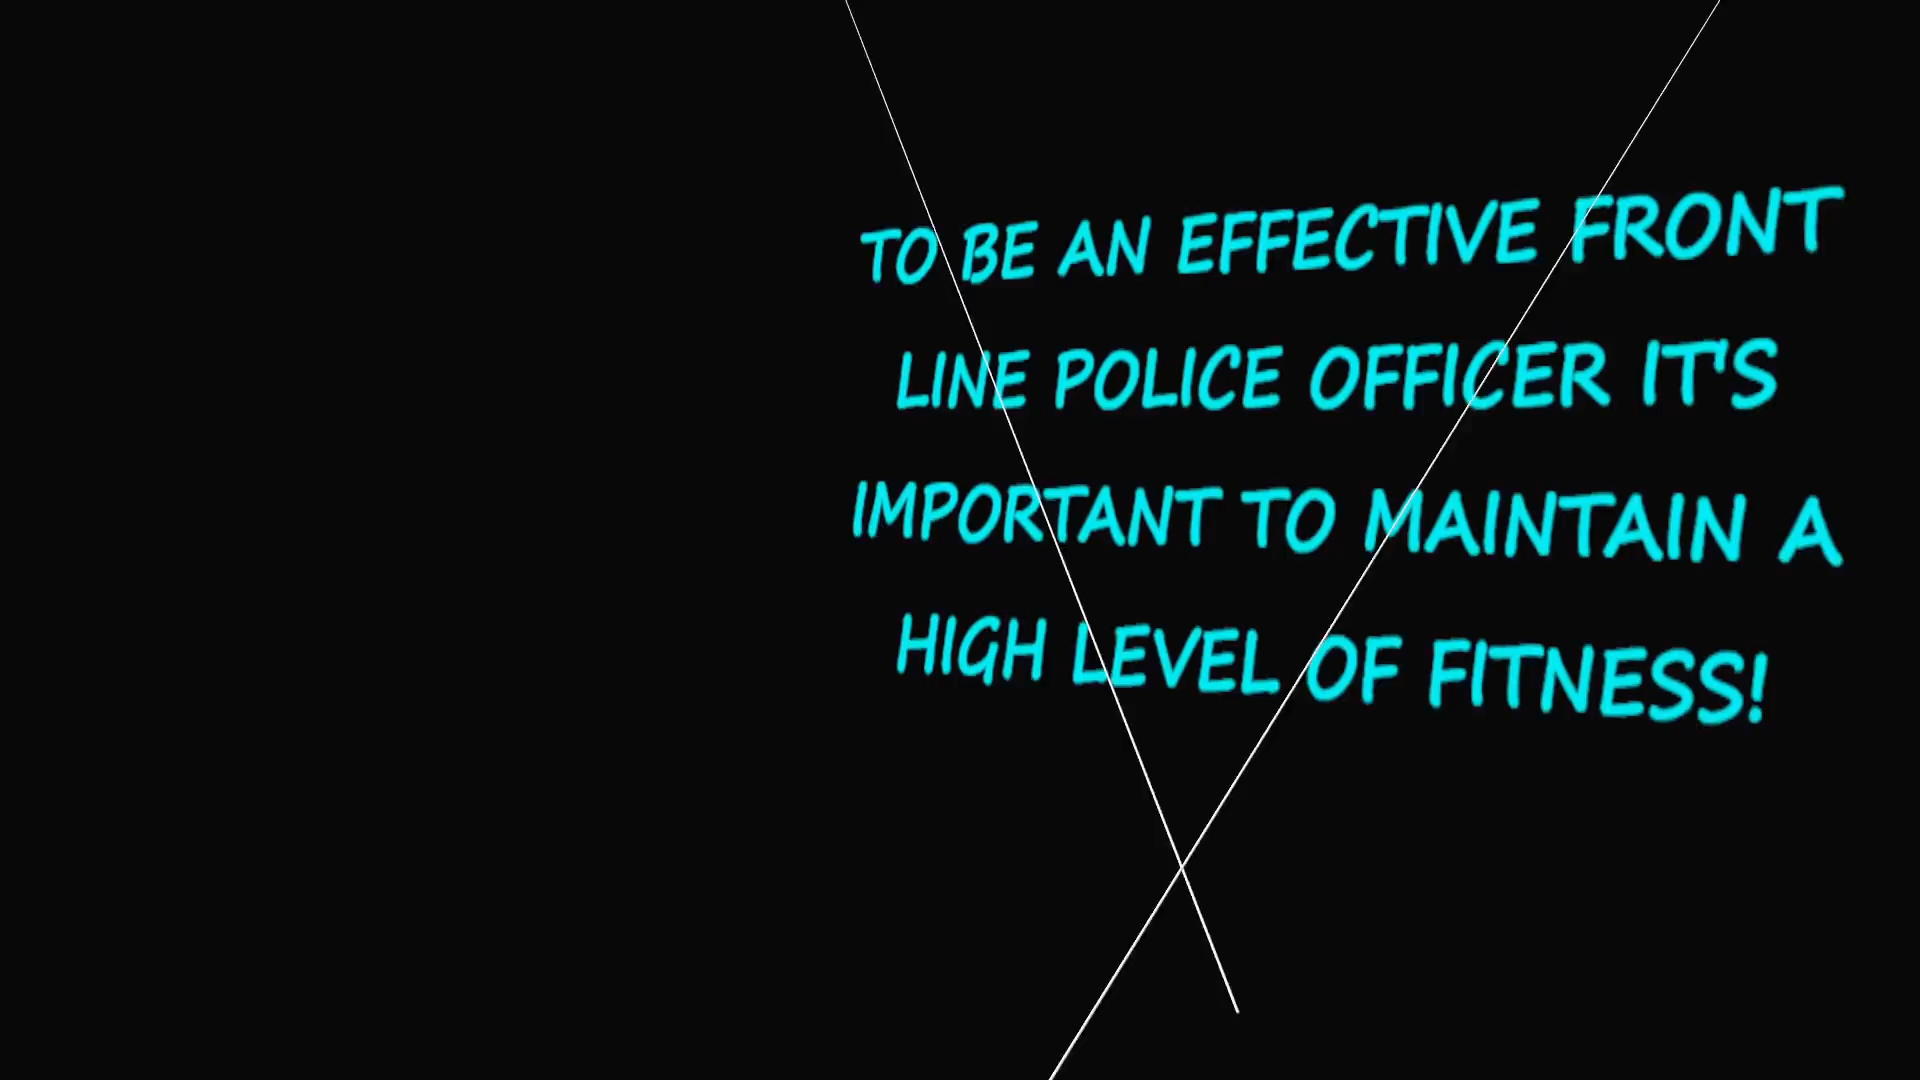 TO BE AN EFFECTIVE FRONT
LINE POLICE OFFICER IT'S
IMPORTANT TO MAINTAIN A
HIGH LEVEL OF FITNESS!